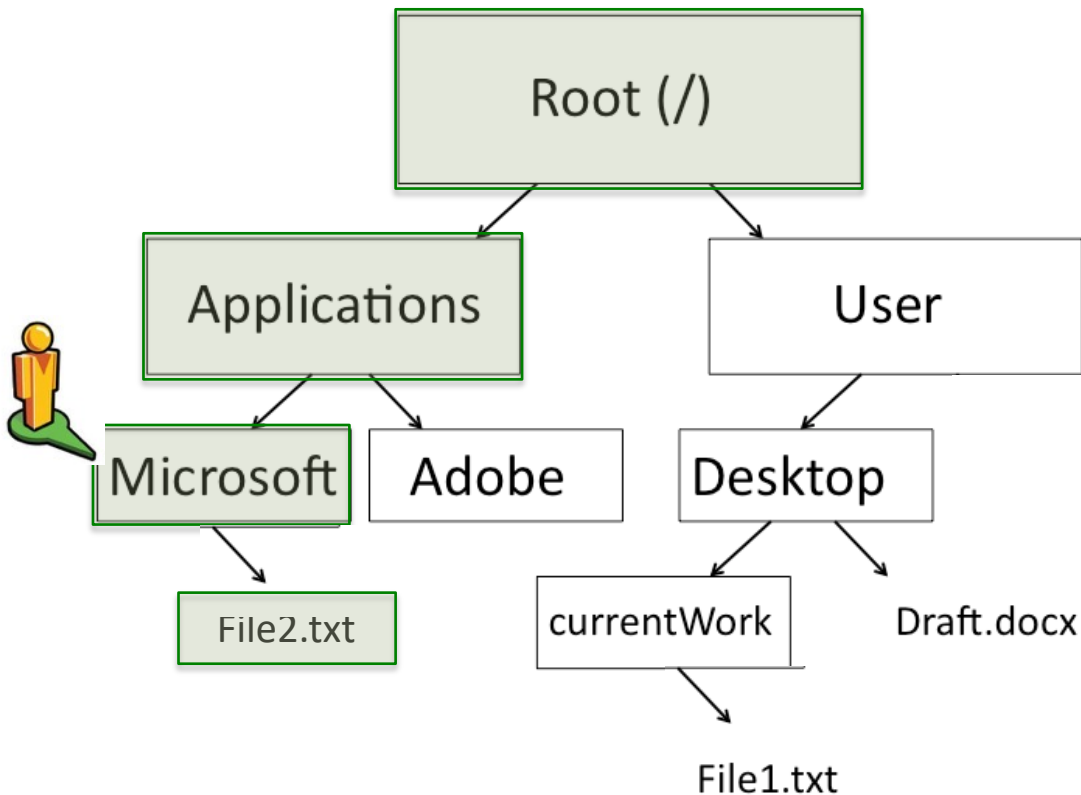 Root (/)
Applications
User
Microsoft
Adobe
Desktop
File2.txt
currentWork
Draft.docx
File1.txt